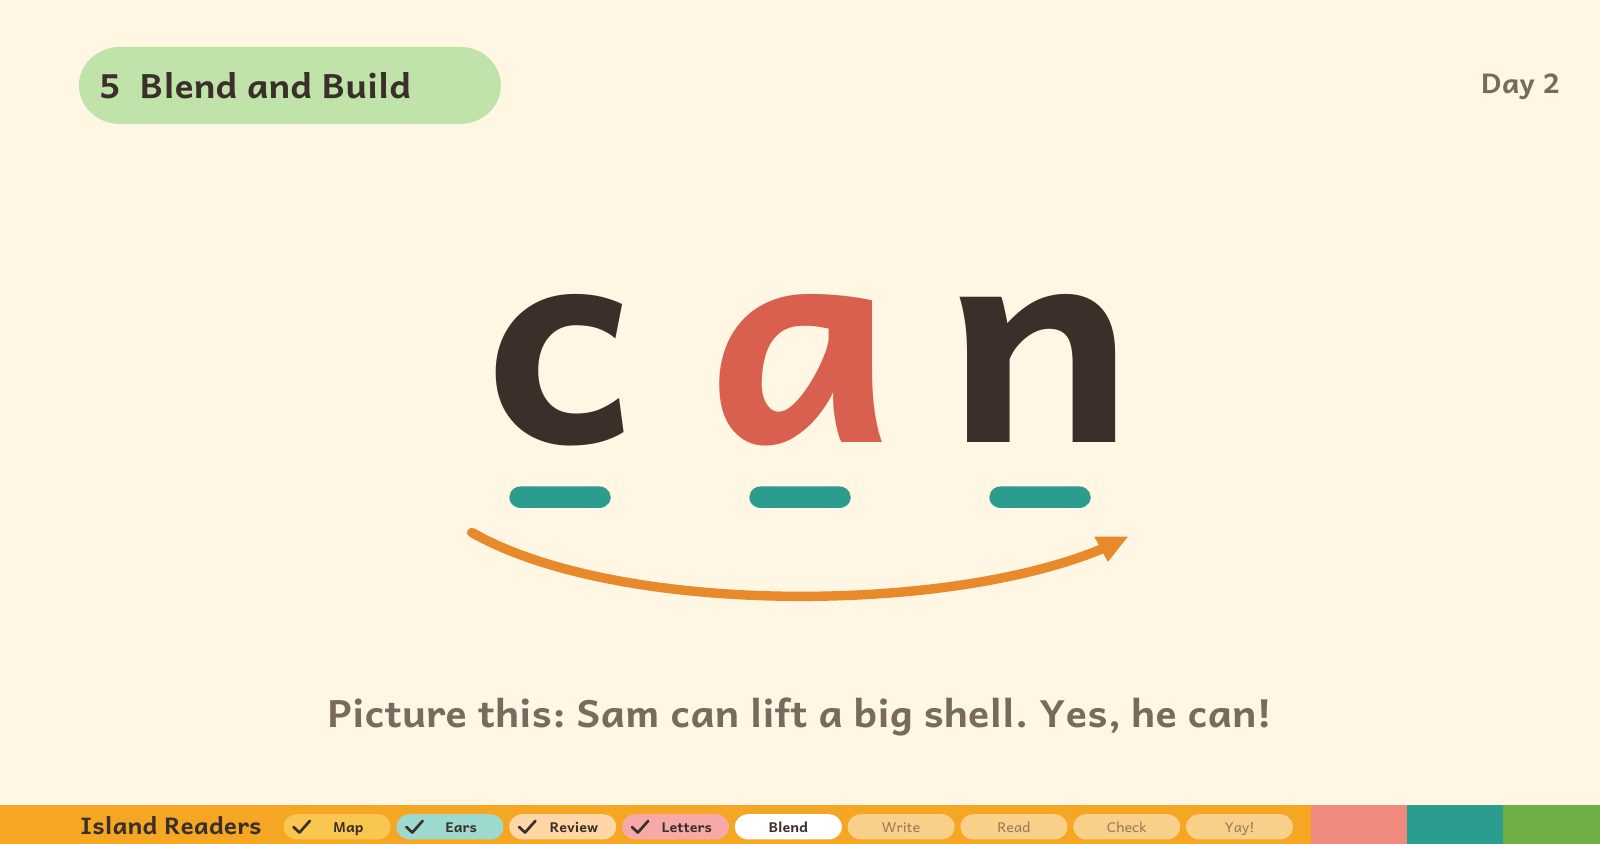 5 Blend and Build
Day 2
c a n
Picture this: Sam can lift a big shell. Yes, he can!
Island Readers Map Ears Review Letters Blend Write Read Check Yay!